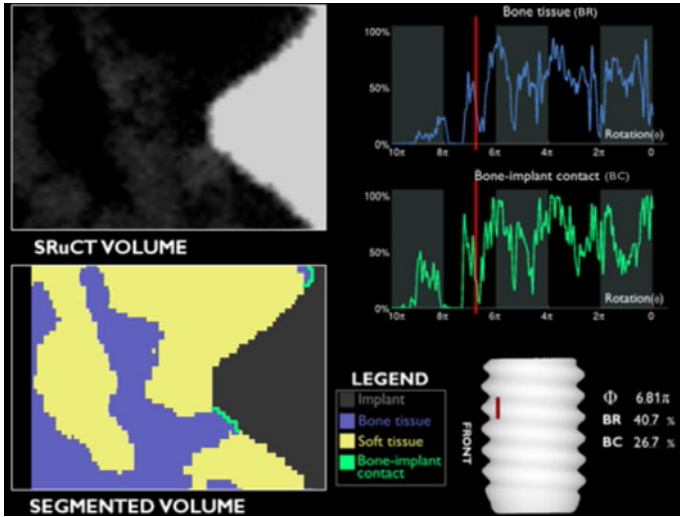 Bone tissue (BR)
100%
50%
0%
Rotation(ϕ)
10π 8π 6π 4π 2π 0
SRuCT VOLUME
Bone-implant contact (BC)
100%
50%
0%
Rotation(ϕ)
10π 8π 6π 4π 2π 0
LEGEND
Implant
Bone tissue
Soft tissue
Bone-implant
contact
FRONT
Φ 6.81π
BR 40.7 %
BC 26.7 %
SEGMENTED VOLUME